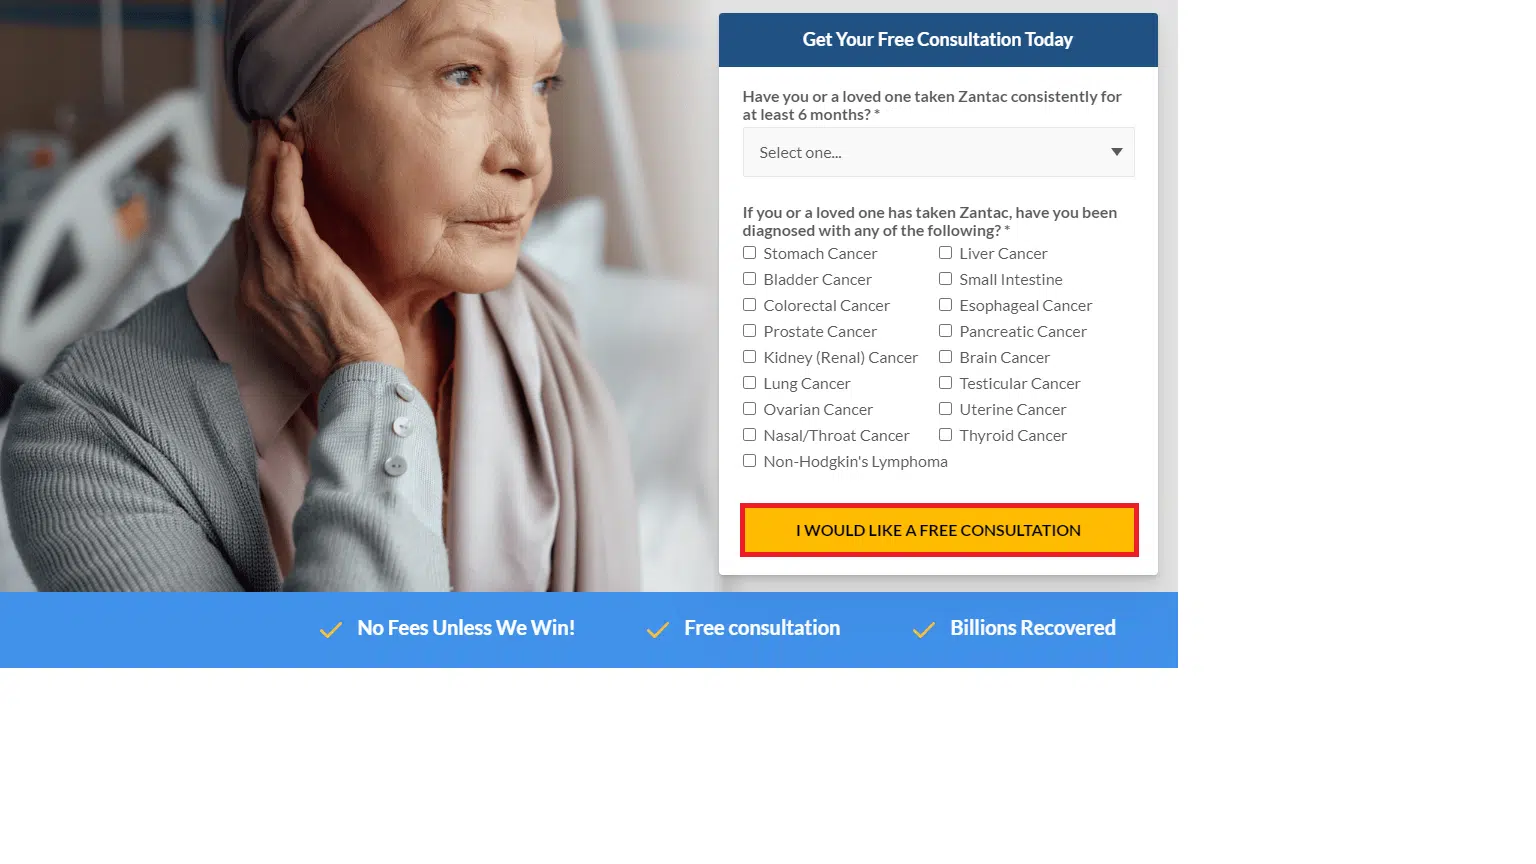 Get Your Free Consultation Today
Have you or a loved one taken Zantac consistently for
at least 6 months? *
Select one...
If you or a loved one has taken Zantac, have you been
diagnosed with any of the following? *
Stomach Cancer
Liver Cancer
Bladder Cancer
Small Intestine
Colorectal Cancer
Esophageal Cancer
Prostate Cancer
Pancreatic Cancer
Kidney (Renal) Cancer
Brain Cancer
Lung Cancer
Testicular Cancer
Ovarian Cancer
Uterine Cancer
Nasal/Throat Cancer
Thyroid Cancer
Non-Hodgkin's Lymphoma
I WOULD LIKE A FREE CONSULTATION
No Fees Unless We Win!
Free consultation
Billions Recovered